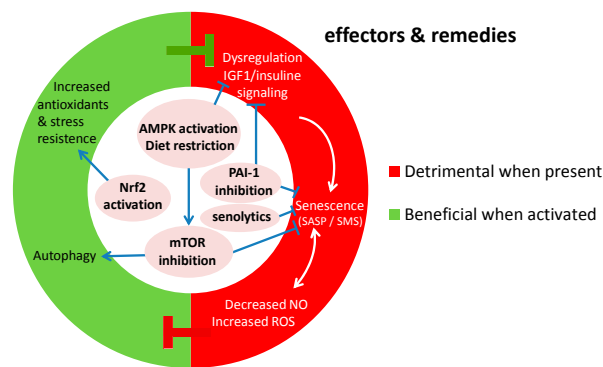 effectors & remedies
Dysregulation
IGF1/insuline
signaling
Increased
antioxidants
& stress
resistence
AMPK activation
Diet restriction
PAI-1
inhibition
Nrf2
activation
senolytics
Senescence
(SASP / SMS)
mTOR
inhibition
Autophagy
Decreased NO
Increased ROS
Detrimental when present
Beneficial when activated